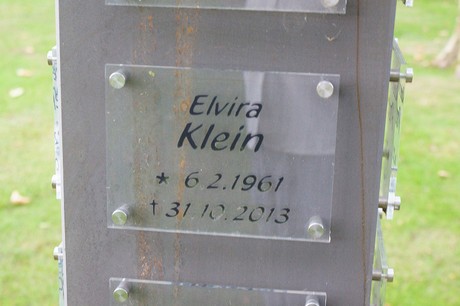 Elvira
Klein
* 6.2.1961
† 31.10.2013